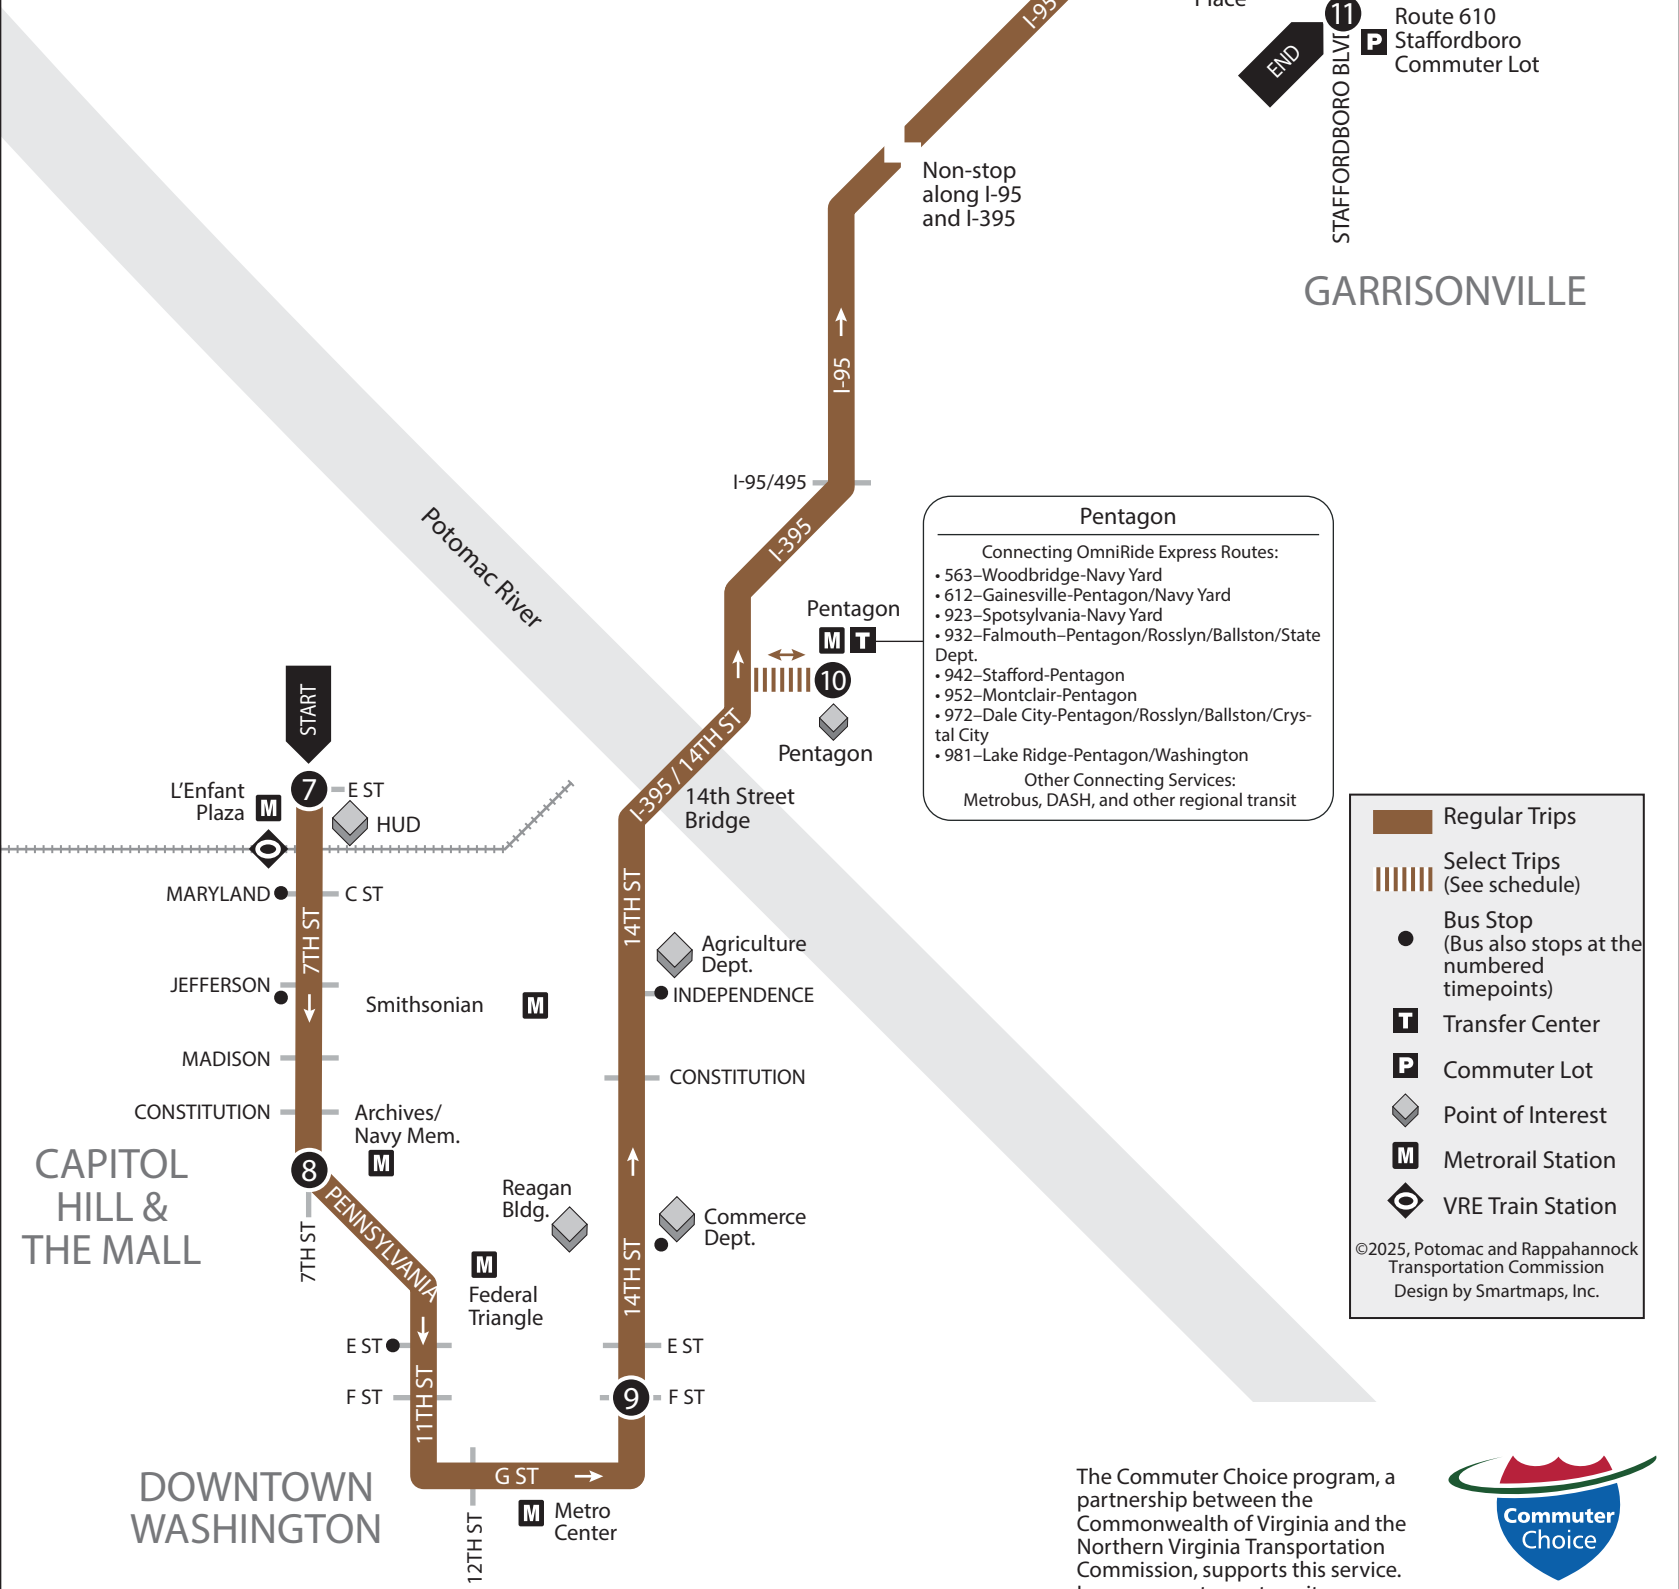 I-95
Place
11
Route 610
Staffordboro
Commuter Lot
P
END
STAFFORDBORO BLV
Non-stop
along I-95
and I-395
GARRISONVILLE
I-95
I-95/495
I-395
Potomac River
Pentagon
M T
10
Pentagon
Pentagon
Connecting OmniRide Express Routes:
• 563–Woodbridge-Navy Yard
• 612–Gainesville-Pentagon/Navy Yard
• 923–Spotsylvania-Navy Yard
• 932–Falmouth–Pentagon/Rosslyn/Ballston/State
Dept.
• 942–Stafford-Pentagon
• 952–Montclair-Pentagon
• 972–Dale City-Pentagon/Rosslyn/Ballston/Crys-
tal City
• 981–Lake Ridge-Pentagon/Washington
Other Connecting Services:
Metrobus, DASH, and other regional transit
I-395 / 14TH ST
14th Street
Bridge
START
7
E ST
L'Enfant
Plaza
M
HUD
MARYLAND
C ST
7TH ST
JEFFERSON
Smithsonian
M
MADISON
CONSTITUTION
Archives/
Navy Mem.
M
8
CAPITOL
HILL &
THE MALL
7TH ST
PENNSYLVANIA
14TH ST
Agriculture
Dept.
INDEPENDENCE
CONSTITUTION
Reagan
Bldg.
Commerce
Dept.
M
Federal
Triangle
14TH ST
E ST
E ST
F ST
11TH ST
9
F ST
G ST
DOWNTOWN
WASHINGTON
12TH ST
M
Metro
Center
Regular Trips
Select Trips
(See schedule)
Bus Stop
(Bus also stops at the
numbered
timepoints)
T Transfer Center
P Commuter Lot
Point of Interest
M Metrorail Station
VRE Train Station
©2025, Potomac and Rappahannock
Transportation Commission
Design by Smartmaps, Inc.
The Commuter Choice program, a
partnership between the
Commonwealth of Virginia and the
Northern Virginia Transportation
Commission, supports this service.
Commuter
Choice